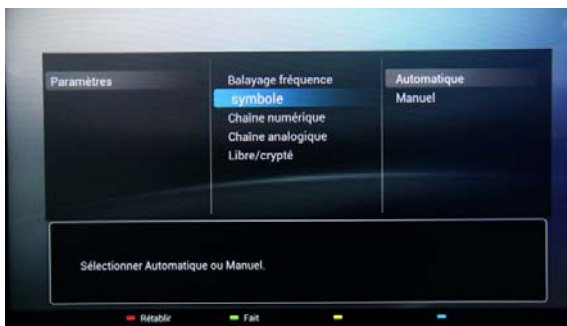 Paramètres
Balayage fréquence
symbole
Chaîne numérique
Chaîne analogique
Libre/crypté
Automatique
Manuel
Sélectionner Automatique ou Manuel.
Rétablir
Fait